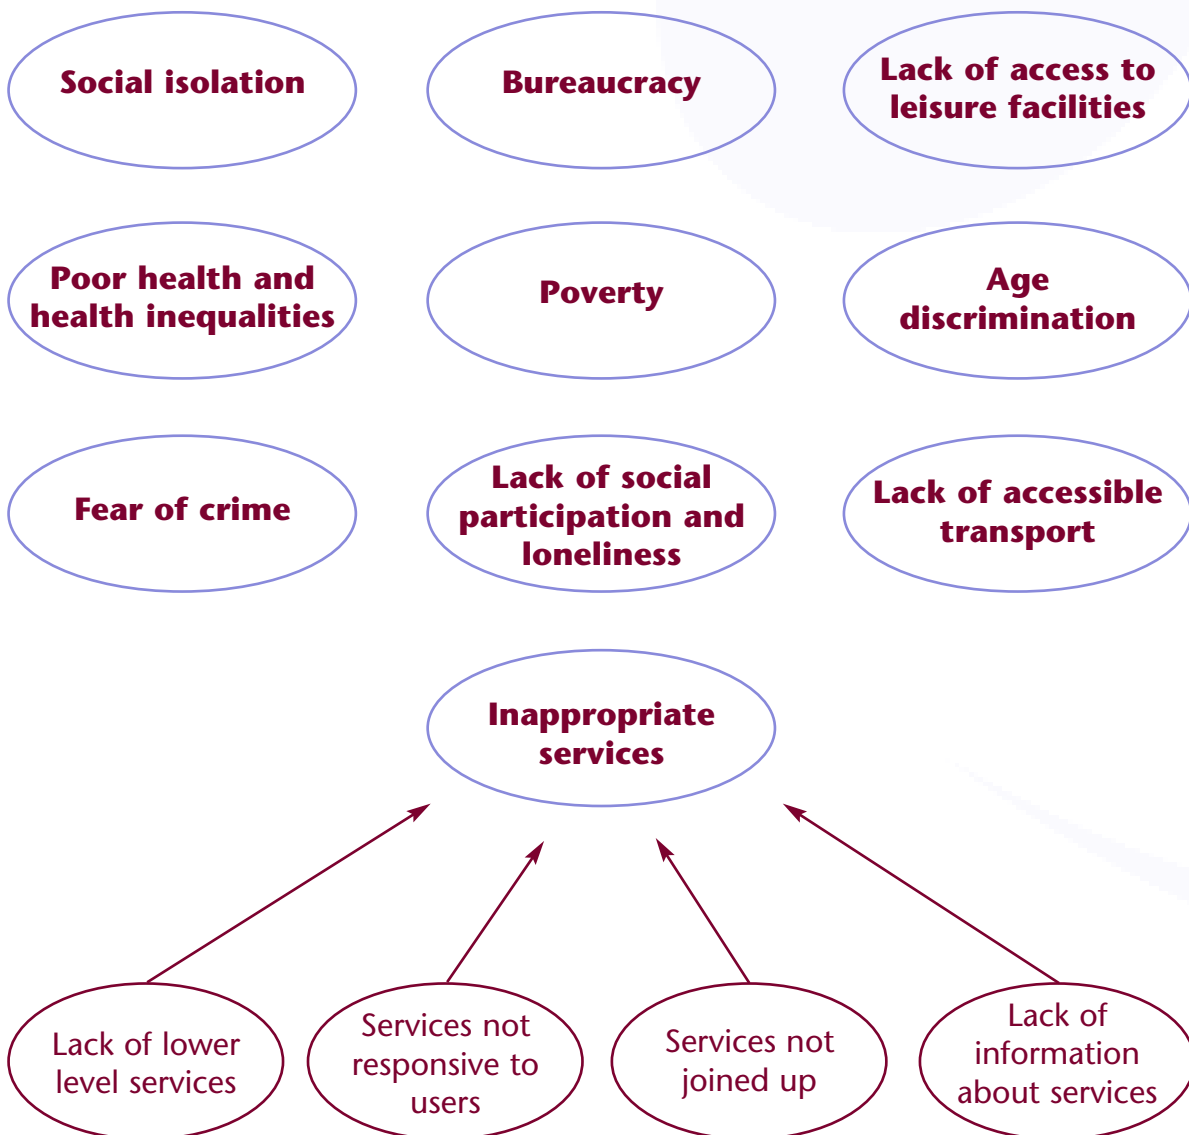 Social isolation
Bureaucracy
Lack of access to
leisure facilities
Poor health and
health inequalities
Poverty
Age
discrimination
Fear of crime
Lack of social
participation and
loneliness
Lack of accessible
transport
Inappropriate
services
Lack of lower
level services
Services not
responsive to
users
Services not
joined up
Lack of
information
about services